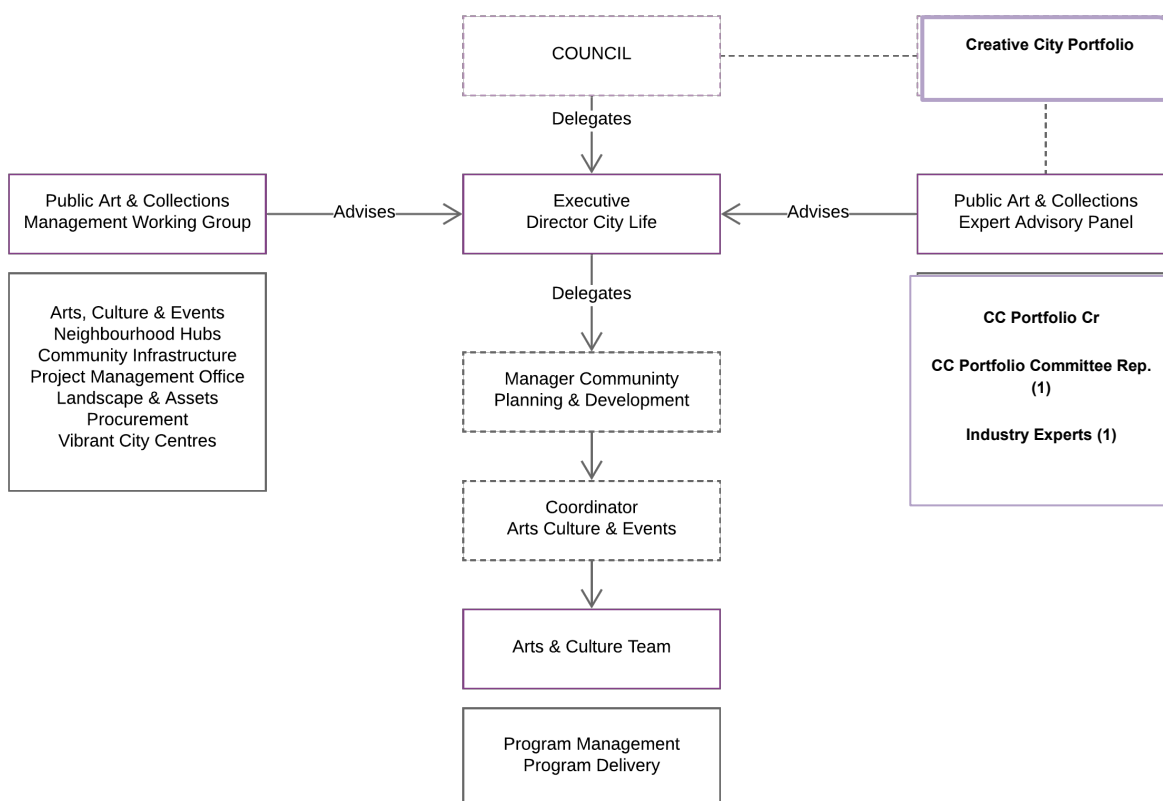 COUNCIL
Creative City Portfolio
Delegates
Public Art & Collections
Management Working Group
Advises
Executive
Director City Life
Advises
Public Art & Collections
Expert Advisory Panel
Delegates
Arts, Culture & Events
Neighbourhood Hubs
Community Infrastructure
Project Management Office
Landscape & Assets
Procurement
Vibrant City Centres
CC Portfolio Cr
CC Portfolio Committee Rep.
(1)
Industry Experts (1)
Manager Communinty
Planning & Development
Coordinator
Arts Culture & Events
Arts & Culture Team
Program Management
Program Delivery